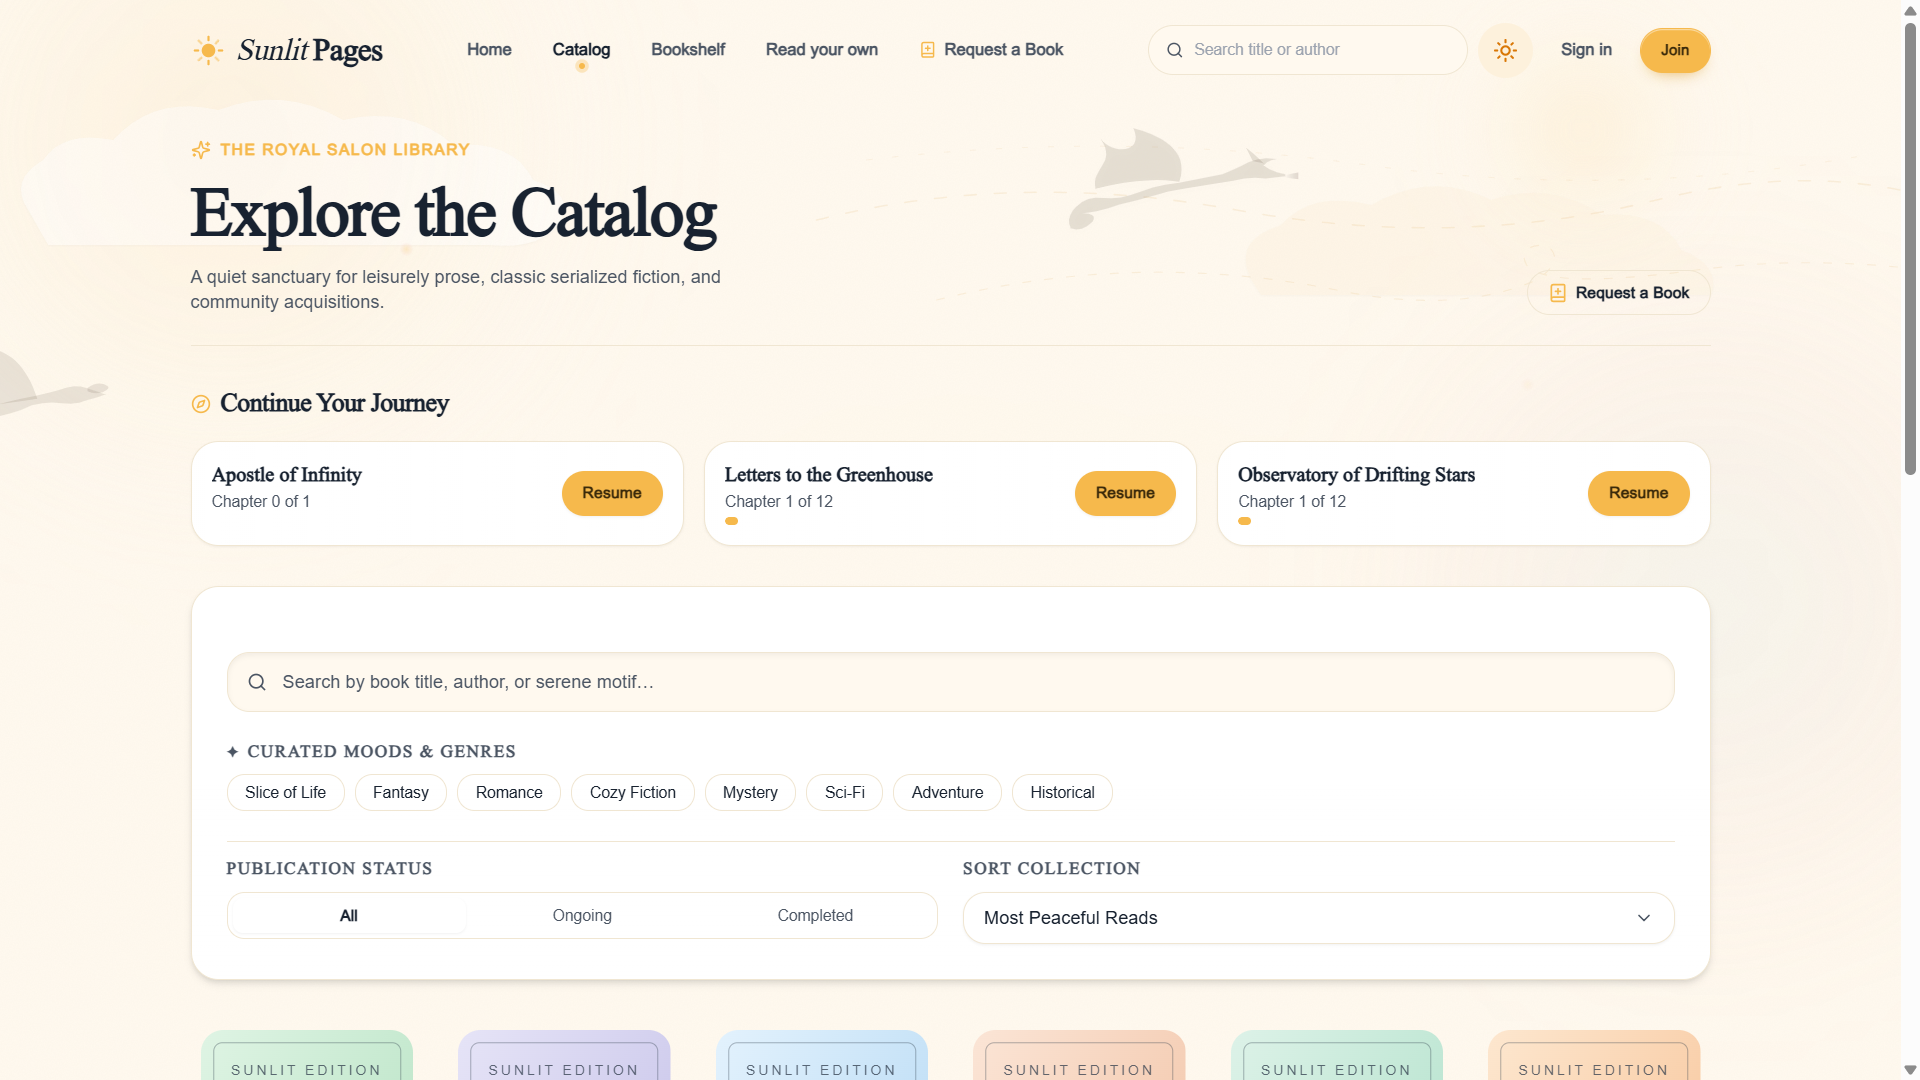 Sunlit Pages
Home
Catalog
Bookshelf
Read your own
Request a Book
Search title or author
Sign in
Join
THE ROYAL SALON LIBRARY
Explore the Catalog
A quiet sanctuary for leisurely prose, classic serialized fiction, and
community acquisitions.
Request a Book
Continue Your Journey
Apostle of Infinity
Chapter 0 of 1
Resume
Letters to the Greenhouse
Chapter 1 of 12
Resume
Observatory of Drifting Stars
Chapter 1 of 12
Resume
Search by book title, author, or serene motif…
✦ CURATED MOODS & GENRES
Slice of Life
Fantasy
Romance
Cozy Fiction
Mystery
Sci-Fi
Adventure
Historical
PUBLICATION STATUS
All
Ongoing
Completed
SORT COLLECTION
Most Peaceful Reads
SUNLIT EDITION
SUNLIT EDITION
SUNLIT EDITION
SUNLIT EDITION
SUNLIT EDITION
SUNLIT EDITION